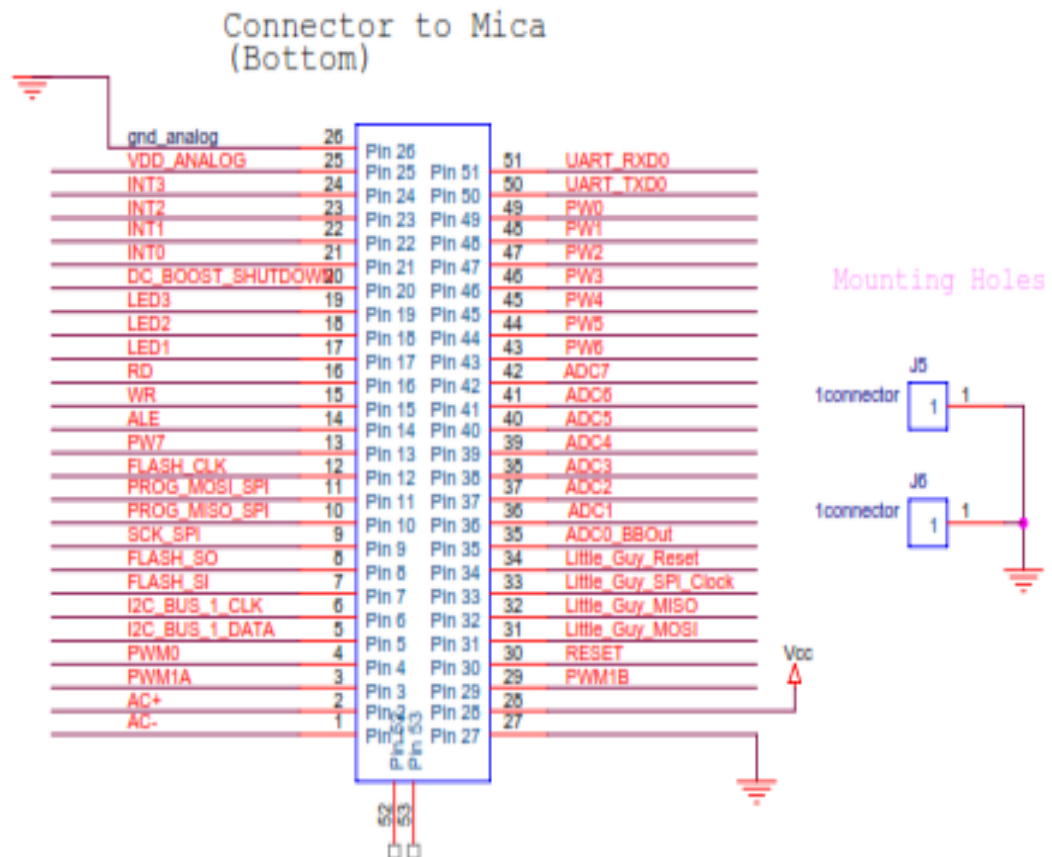 Connector to Mica
(Bottom)
gnd_analog 26 Pin 26
VDD_ANALOG 25 Pin 25 Pin 51 51 UART_RXD0
INT3 24 Pin 24 Pin 50 50 UART_TXD0
INT2 23 Pin 23 Pin 49 49 PW0
INT1 22 Pin 22 Pin 48 48 PW1
INT0 21 Pin 21 Pin 47 47 PW2
DC_BOOST_SHUTDOWN 20 Pin 20 Pin 46 46 PW3
LED3 19 Pin 19 Pin 45 45 PW4
LED2 18 Pin 18 Pin 44 44 PW5
LED1 17 Pin 17 Pin 43 43 PW6
RD 16 Pin 16 Pin 42 42 ADC7
WR 15 Pin 15 Pin 41 41 ADC6
ALE 14 Pin 14 Pin 40 40 ADC5
PW7 13 Pin 13 Pin 39 39 ADC4
FLASH_CLK 12 Pin 12 Pin 38 38 ADC3
PROG_MOSI_SPI 11 Pin 11 Pin 37 37 ADC2
PROG_MISO_SPI 10 Pin 10 Pin 36 36 ADC1
SCK_SPI 9 Pin 9 Pin 35 35 ADC0_BBOut
FLASH_SO 8 Pin 8 Pin 34 34 Little_Guy_Reset
FLASH_SI 7 Pin 7 Pin 33 33 Little_Guy_SPI_Clock
I2C_BUS_1_CLK 6 Pin 6 Pin 32 32 Little_Guy_MISO
I2C_BUS_1_DATA 5 Pin 5 Pin 31 31 Little_Guy_MOSI
PWM0 4 Pin 4 Pin 30 30 RESET
PWM1A 3 Pin 3 Pin 29 29 PWM1B
AC+ 2 Pin 2 Pin 28 28 Vcc
AC- 1 Pin 27 27
Pin 52 Pin 53
52 53
Mounting Holes
J5
1connector 1 1
J6
1connector 1 1